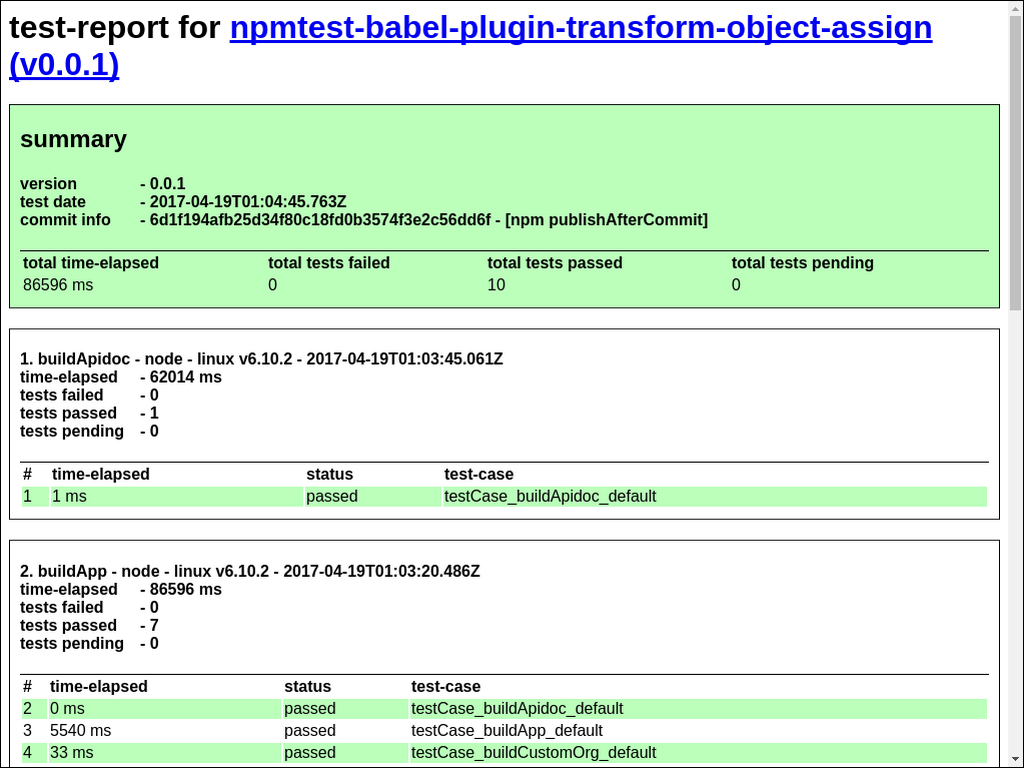 test-report for npmtest-babel-plugin-transform-object-assign
(v0.0.1)
summary
version - 0.0.1
test date - 2017-04-19T01:04:45.763Z
commit info - 6d1f194afb25d34f80c18fd0b3574f3e2c56dd6f - [npm publishAfterCommit]
total time-elapsed total tests failed total tests passed total tests pending
86596 ms 0 10 0
1. buildApidoc - node - linux v6.10.2 - 2017-04-19T01:03:45.061Z
time-elapsed - 62014 ms
tests failed - 0
tests passed - 1
tests pending - 0
# time-elapsed status test-case
1 1 ms passed testCase_buildApidoc_default
2. buildApp - node - linux v6.10.2 - 2017-04-19T01:03:20.486Z
time-elapsed - 86596 ms
tests failed - 0
tests passed - 7
tests pending - 0
# time-elapsed status test-case
2 0 ms passed testCase_buildApidoc_default
3 5540 ms passed testCase_buildApp_default
4 33 ms passed testCase_buildCustomOrg_default